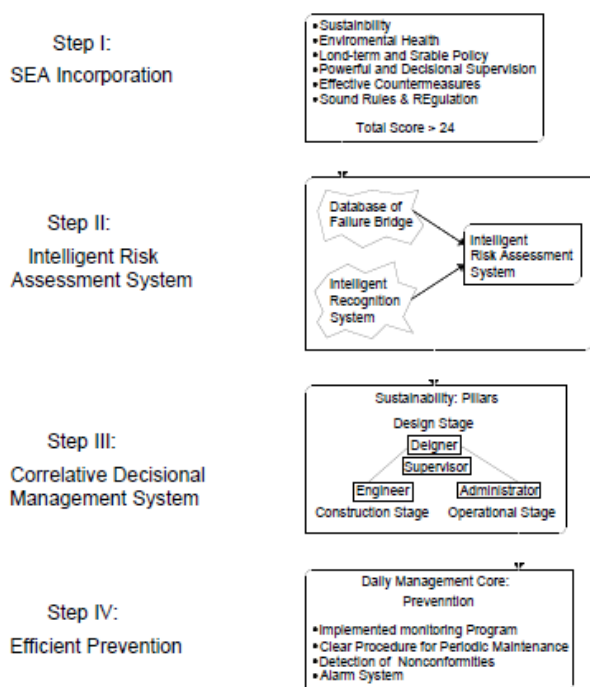 Step I:
SEA Incorporation
•Sustainbility
•Enviromental Health
•Lond-term and Srable Policy
•Powerful and Decisional Supervision
•Effective Countermeasures
•Sound Rules & REgulation
Total Score > 24
Step II:
Intelligent Risk
Assessment System
Database of
Failure Bridge
Intelligent
Risk Assessment
System
Intelligent
Recognition
System
Step III:
Correlative Decisional
Management System
Sustainability: Pillars
Design Stage
Deigner
Supervisor
Engineer
Administrator
Construction Stage
Operational Stage
Step IV:
Efficient Prevention
Daily Management Core:
Prevenntion
•Implemented monitoring Program
•Clear Procedure for Periodic Maintenance
•Detection of Nonconformities
•Alarm System